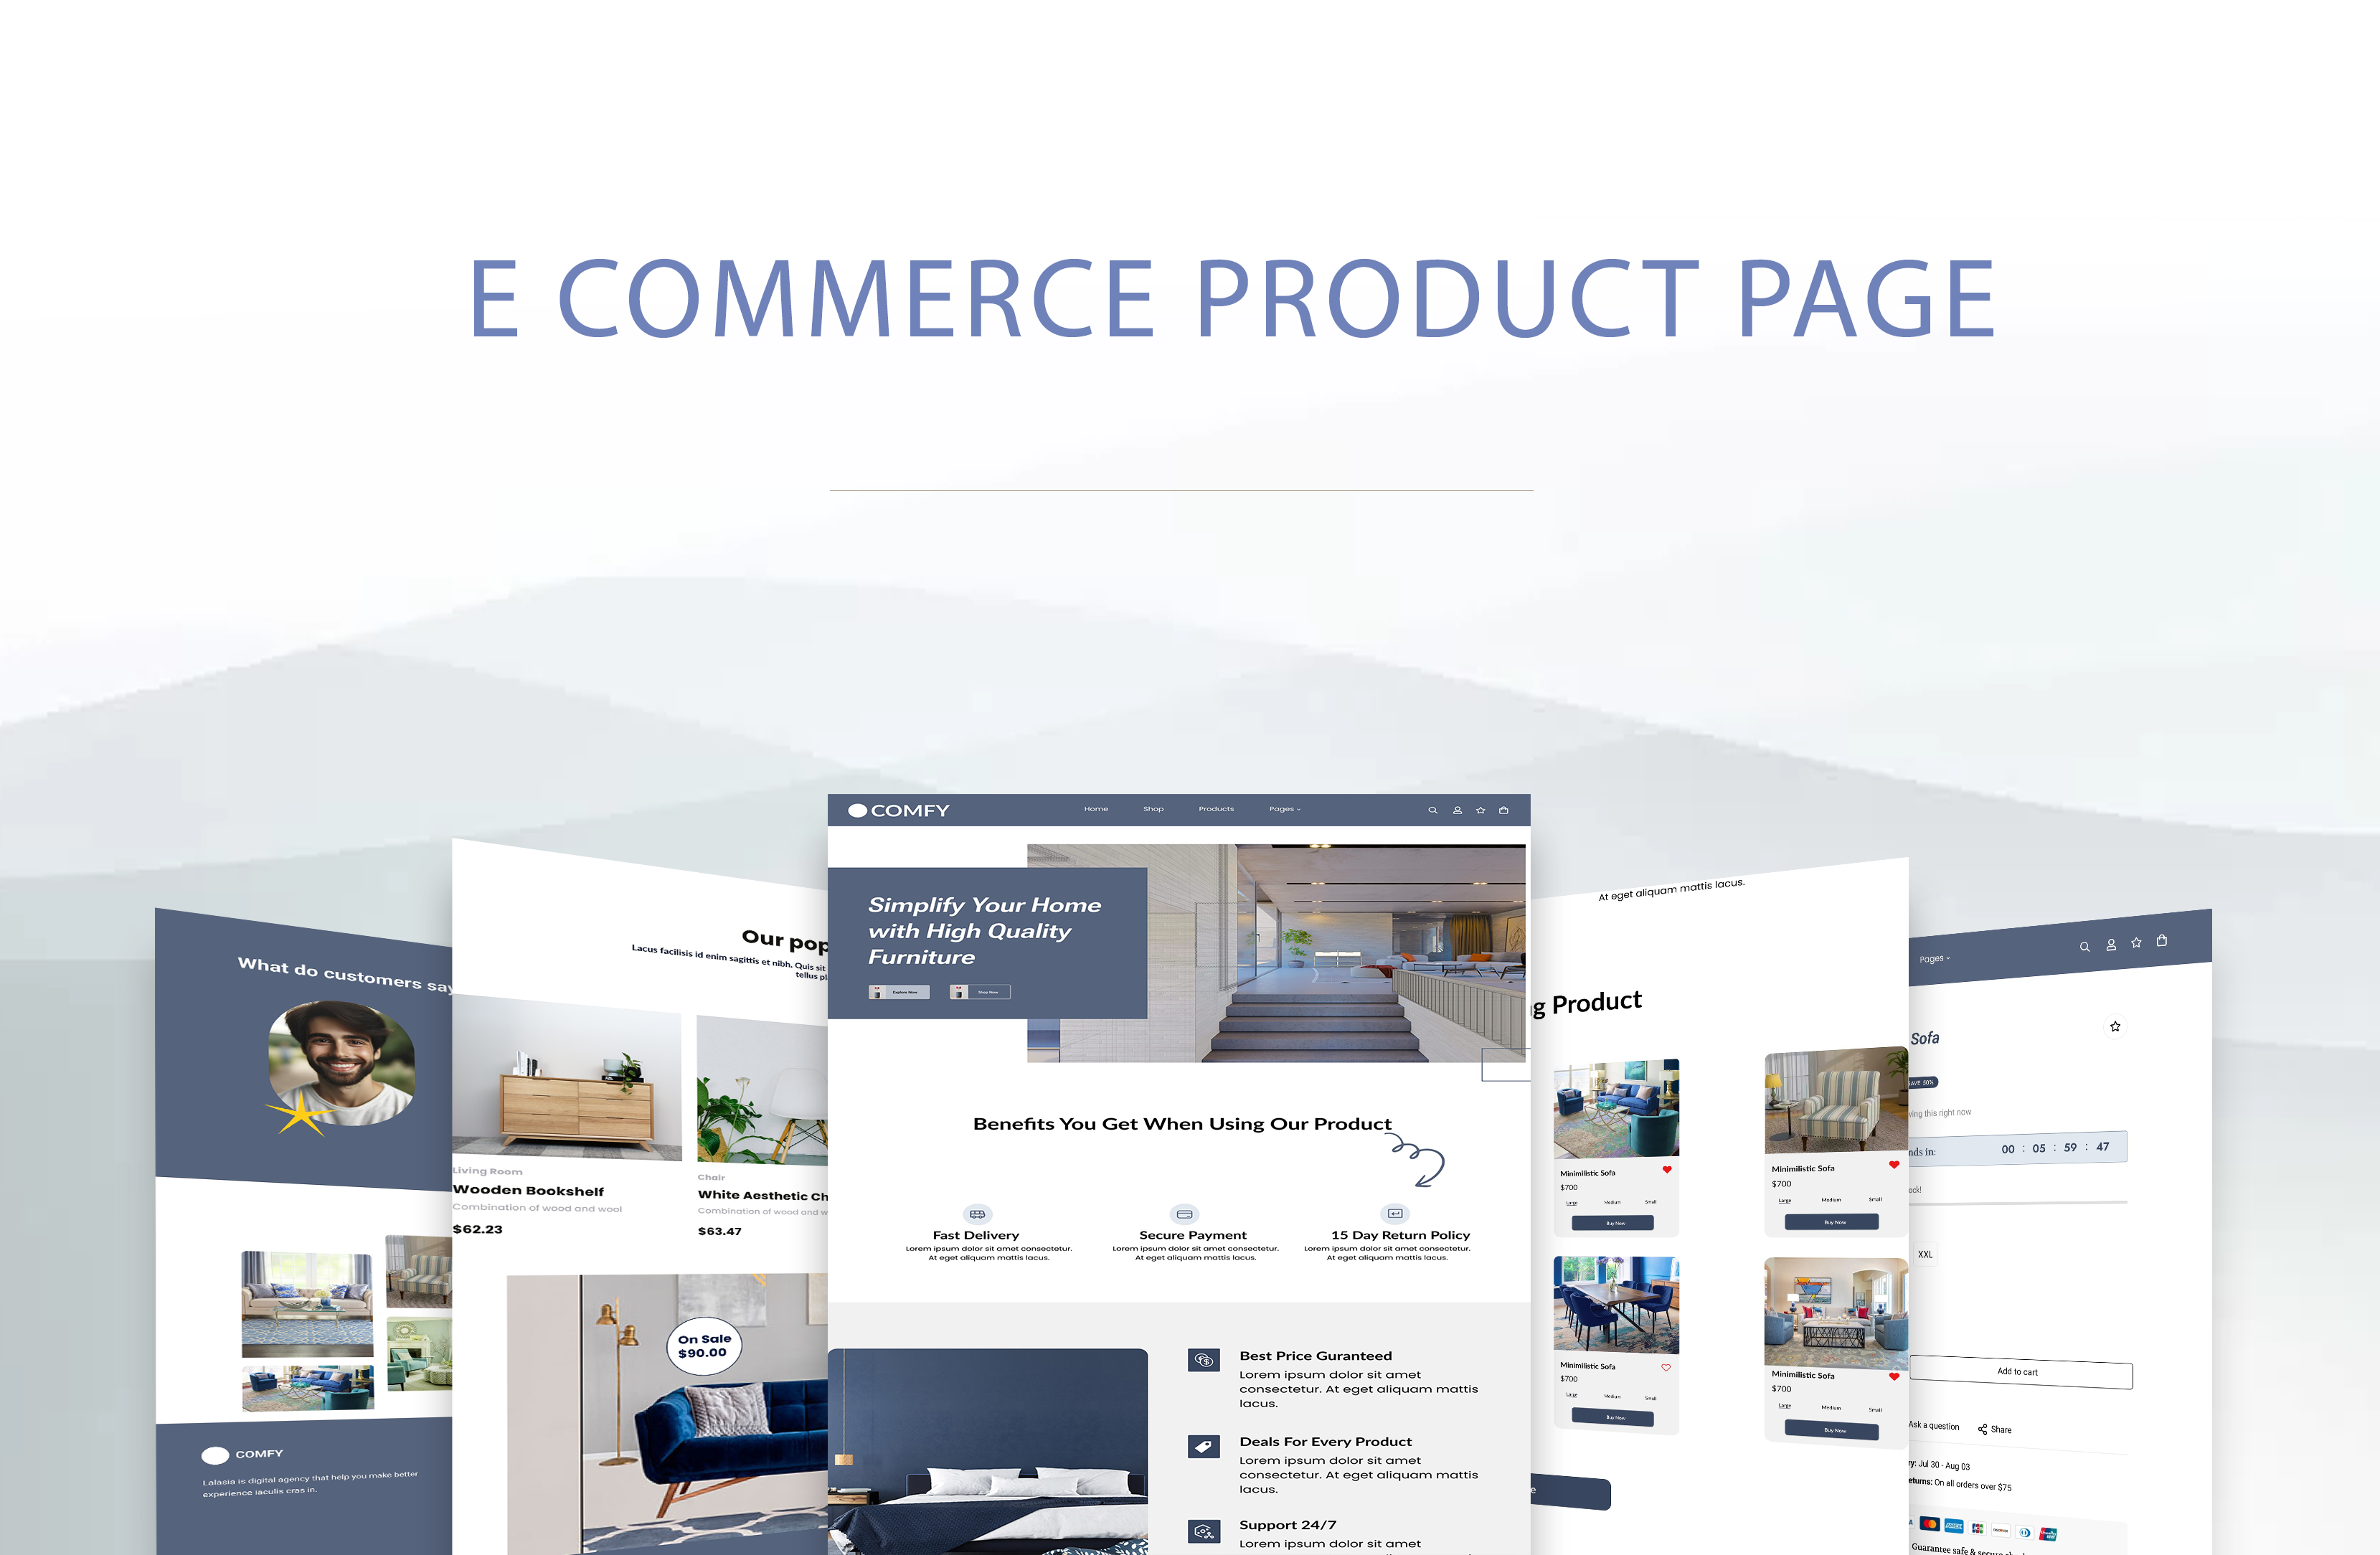 E COMMERCE PRODUCT PAGE
COMFY
Home
Shop
Products
Pages
Simplify Your Home
with High Quality
Furniture
Explore Now
Shop Now
Benefits You Get When Using Our Product
Fast Delivery
Lorem ipsum dolor sit amet consectetur.
At eget aliquam mattis lacus.
Secure Payment
Lorem ipsum dolor sit amet consectetur.
At eget aliquam mattis lacus.
15 Day Return Policy
Lorem ipsum dolor sit amet consectetur.
At eget aliquam mattis lacus.
Best Price Guranteed
Lorem ipsum dolor sit amet
consectetur. At eget aliquam mattis
lacus.
Deals For Every Product
Lorem ipsum dolor sit amet
consectetur. At eget aliquam mattis
lacus.
Support 24/7
Lorem ipsum dolor sit amet
What do customers say
COMFY
Lalasia is digital agency that help you make better
experience iaculis cras in.
Our pop
Lacus facilisis id enim sagittis et nibh. Quis sit
tellus pl
Living Room
Wooden Bookshelf
Combination of wood and wool
$62.23
Chair
White Aesthetic Ch
Combination of wood and w
$63.47
On Sale
$90.00
At eget aliquam mattis lacus.
g Product
Minimilistic Sofa
$700
Large
Medium
Small
Buy Now
Minimilistic Sofa
$700
Large
Medium
Small
Buy Now
Minimilistic Sofa
$700
Large
Medium
Small
Buy Now
Minimilistic Sofa
$700
Large
Medium
Small
Buy Now
Pages
Sofa
SAVE 50%
ving this right now
nds in:
00 : 05 : 59 : 47
ock!
XXL
Add to cart
Ask a question
Share
ry: Jul 30 - Aug 03
eturns: On all orders over $75
Guarantee safe & secure